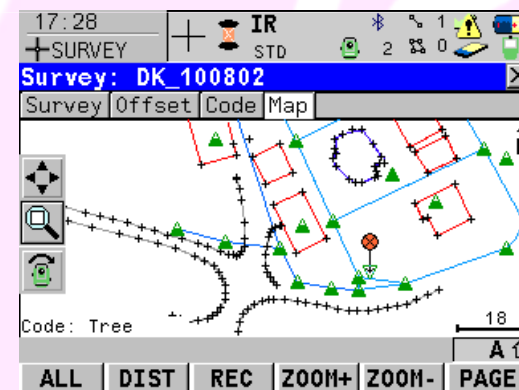 17:28
IR
1
SURVEY
STD
2
0
Survey: DK_100802
X
Survey Offset Code Map
Code: Tree
18
A
ALL DIST REC ZOOM+ ZOOM- PAGE